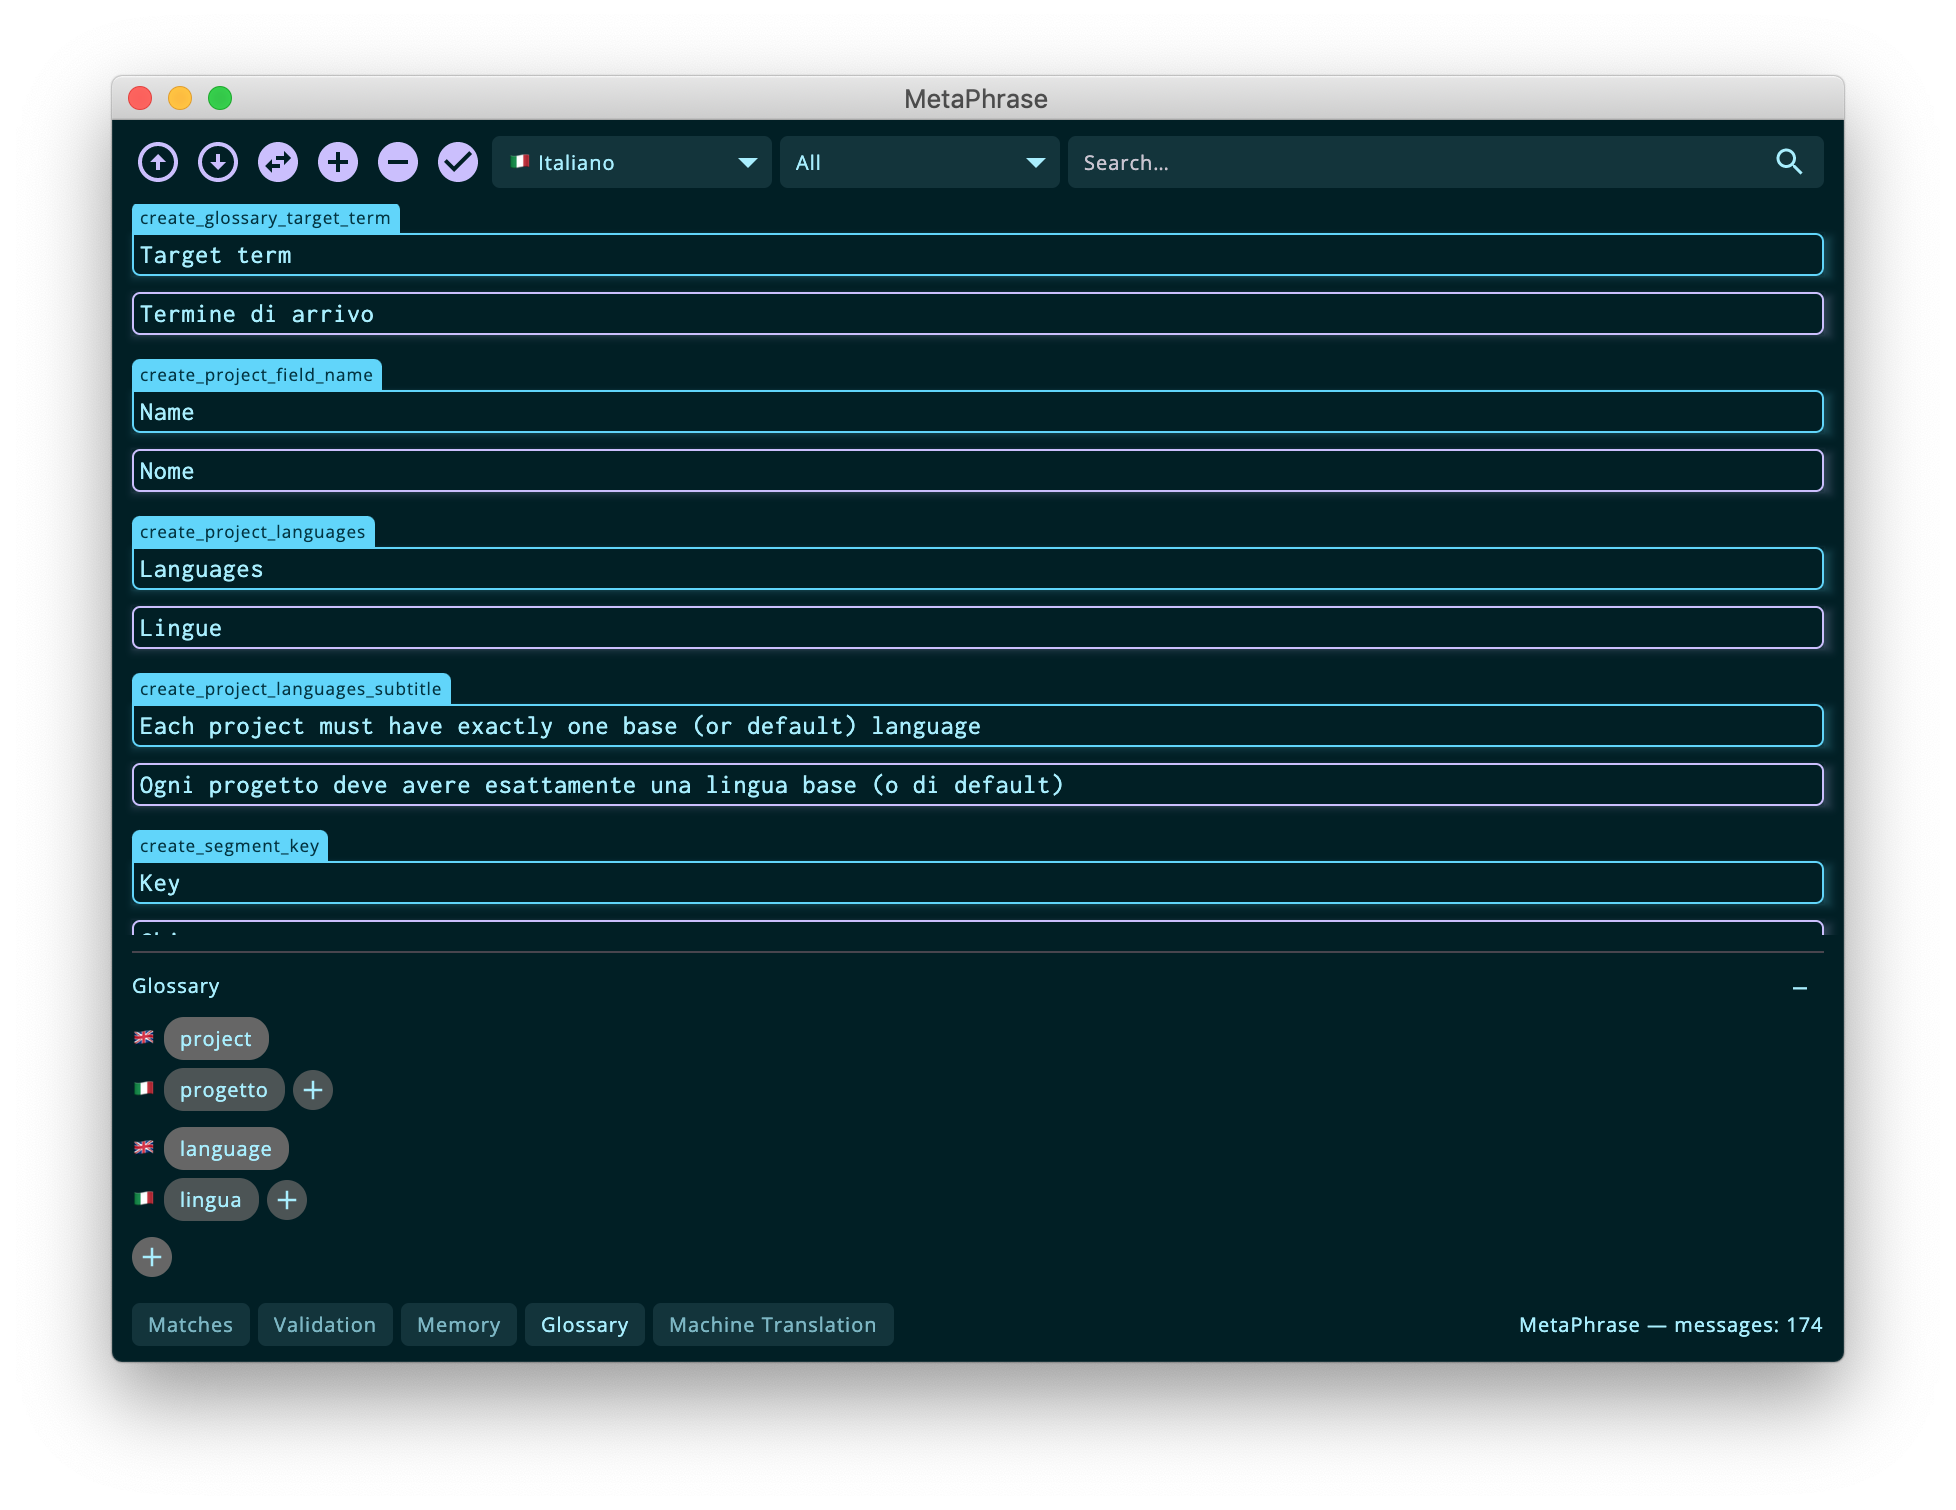 MetaPhrase
Italiano
All
Search...
create_glossary_target_term
Target term
Termine di arrivo
create_project_field_name
Name
Nome
create_project_languages
Languages
Lingue
create_project_languages_subtitle
Each project must have exactly one base (or default) language
Ogni progetto deve avere esattamente una lingua base (o di default)
create_segment_key
Key
Glossary
project
progetto
language
lingua
Matches Validation Memory Glossary Machine Translation MetaPhrase — messages: 174